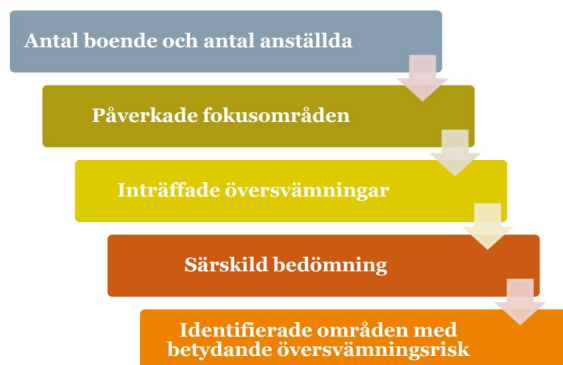 Antal boende och antal anställda
Påverkade fokusområden
Inträffade översvämningar
Särskild bedömning
Identifierade områden med
betydande översvämningsrisk